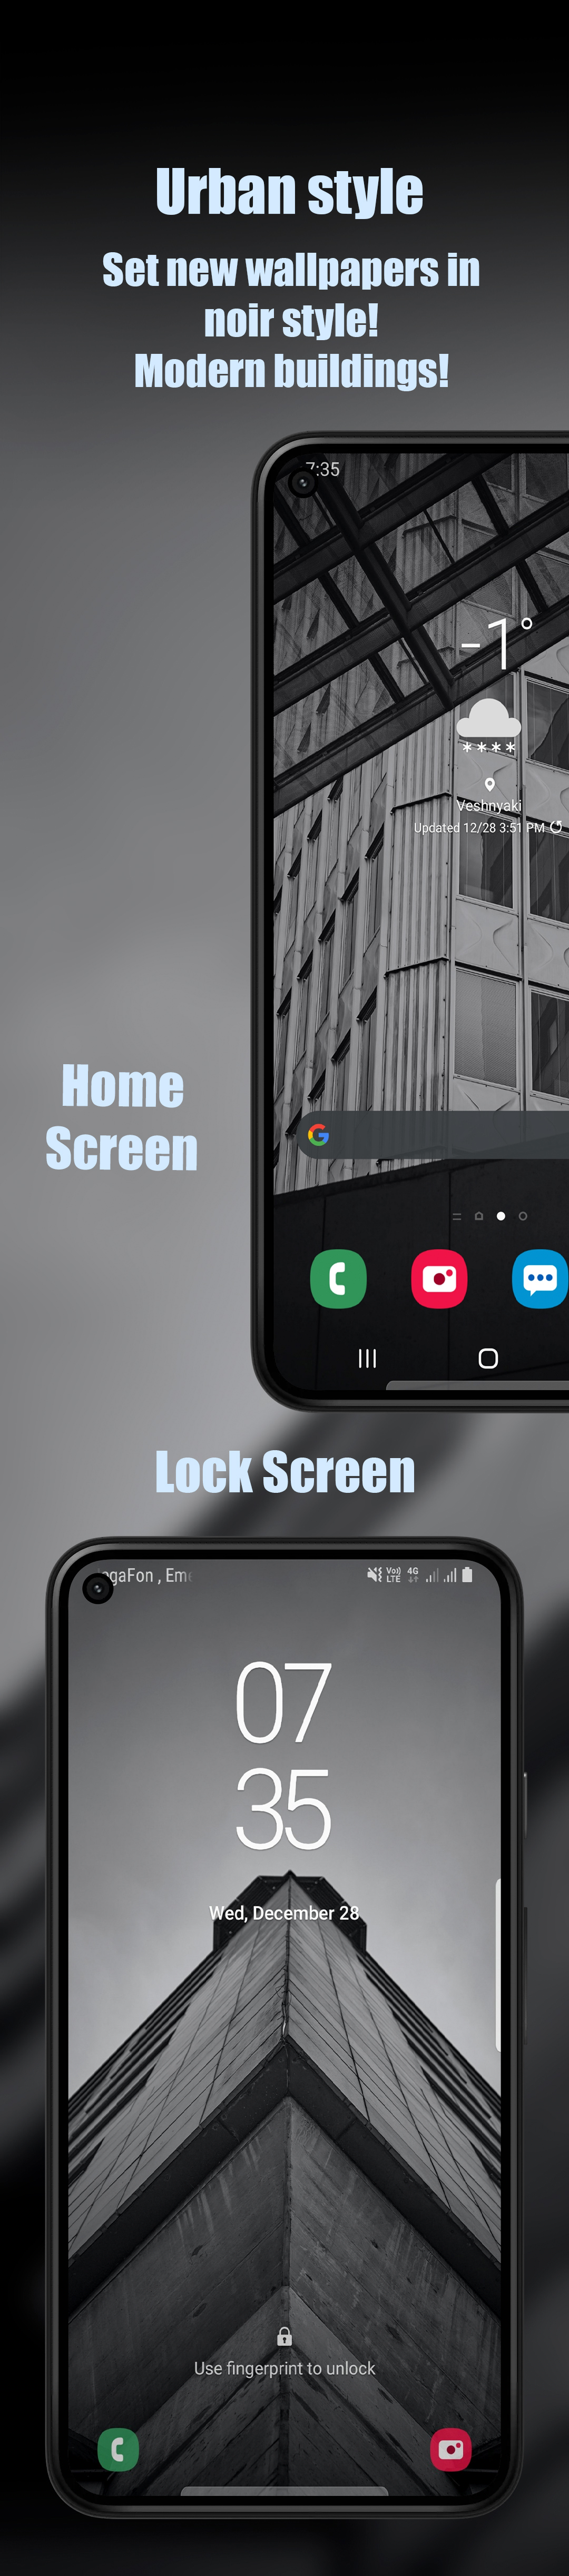 Urban style
Set new wallpapers in
noir style!
Modern buildings!
7:35
-1°
Veshnyaki
Updated 12/28 3:51 PM
Home
Screen
Lock Screen
gaFon , Eme
Vo))
LTE
4G
07
35
Wed, December 28
Use fingerprint to unlock